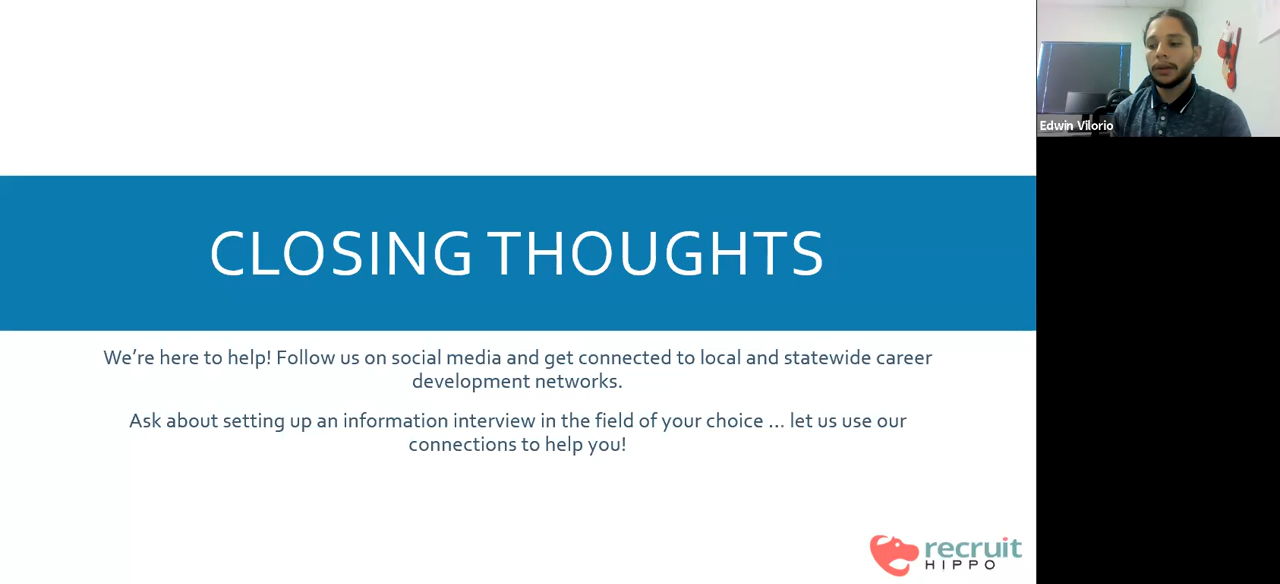 Edwin Vilorio
CLOSING THOUGHTS
We're here to help! Follow us on social media and get connected to local and statewide career
development networks.
Ask about setting up an information interview in the field of your choice ... let us use our
connections to help you!
recruit
HIPPO